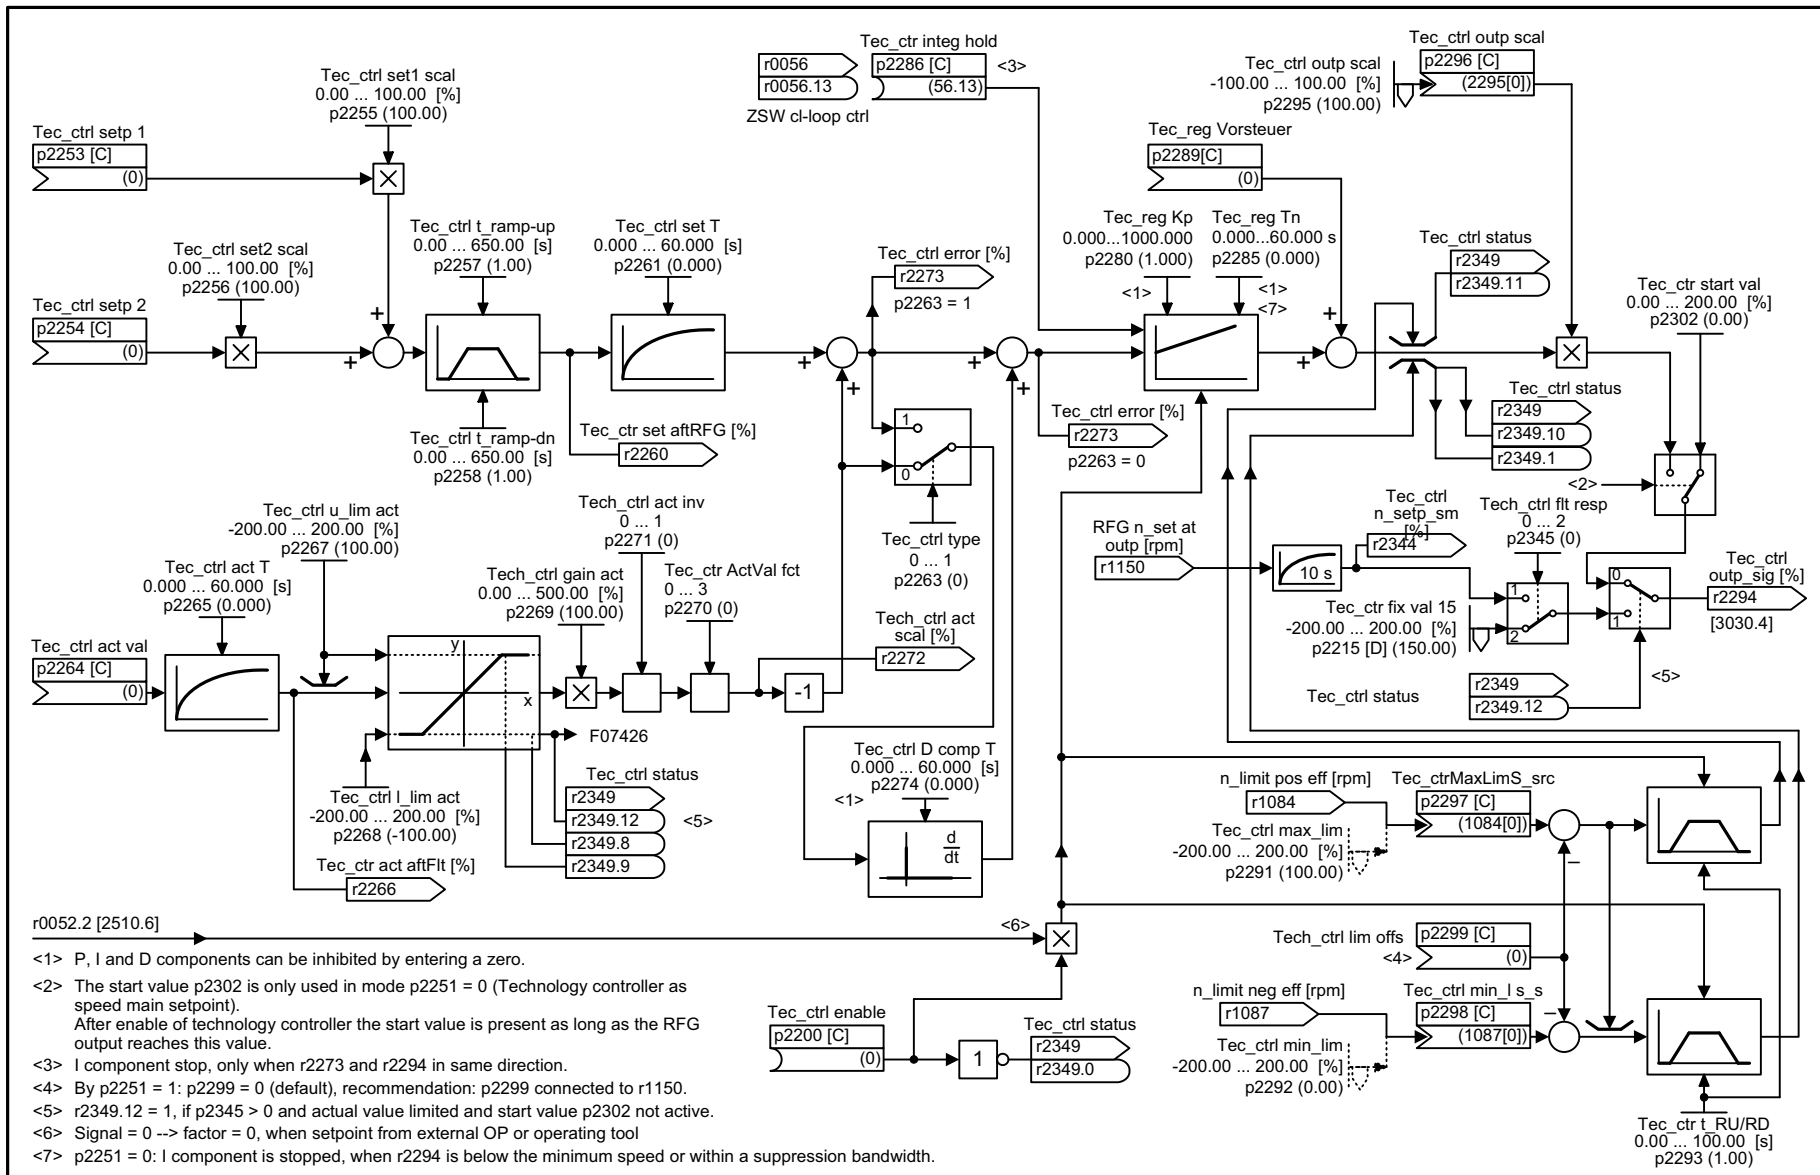 Tec_ctrl set1 scal
0.00 ... 100.00 [%]
p2255 (100.00)
Tec_ctrl setp 1
p2253 [C]
(0)
Tec_ctrl set2 scal
0.00 ... 100.00 [%]
p2256 (100.00)
Tec_ctrl setp 2
p2254 [C]
(0)
+
+
Tec_ctrl t_ramp-up
0.00 ... 650.00 [s]
p2257 (1.00)
Tec_ctrl t_ramp-dn
0.00 ... 650.00 [s]
p2258 (1.00)
Tec_ctrl set T
0.000 ... 60.000 [s]
p2261 (0.000)
Tec_ctr set aftRFG [%]
r2260
r0056
r0056.13
ZSW cl-loop ctrl
Tec_ctr integ hold
p2286 [C]
(56.13)
<3>
Tec_ctrl error [%]
r2273
p2263 = 1
+
+
1
0
Tec_ctrl type
0 ... 1
p2263 (0)
+
+
Tec_ctrl error [%]
r2273
p2263 = 0
Tec_reg Vorsteuer
p2289[C]
(0)
Tec_reg Kp
0.000...1000.000
p2280 (1.000)
<1>
Tec_reg Tn
0.000...60.000 s
p2285 (0.000)
<1>
<7>
+
+
Tec_ctrl outp scal
-100.00 ... 100.00 [%]
p2295 (100.00)
Tec_ctrl outp scal
p2296 [C]
(2295[0])
Tec_ctrl status
r2349
r2349.11
Tec_ctr start val
0.00 ... 200.00 [%]
p2302 (0.00)
Tec_ctrl status
r2349
r2349.10
r2349.1
<2>
RFG n_set at
outp [rpm]
r1150
10 s
Tec_ctrl
n_setp_sm
[%]
r2344
Tech_ctrl flt resp
0 ... 2
p2345 (0)
Tec_ctr fix val 15
-200.00 ... 200.00 [%]
p2215 [D] (150.00)
1
2
0
1
Tec_ctrl
outp_sig [%]
r2294
[3030.4]
<5>
Tec_ctrl status
r2349
r2349.12
Tec_ctrl u_lim act
-200.00 ... 200.00 [%]
p2267 (100.00)
Tec_ctrl act T
0.000 ... 60.000 [s]
p2265 (0.000)
Tec_ctrl act val
p2264 [C]
(0)
y
x
Tec_ctrl l_lim act
-200.00 ... 200.00 [%]
p2268 (-100.00)
Tec_ctr act aftFlt [%]
r2266
Tech_ctrl gain act
0.00 ... 500.00 [%]
p2269 (100.00)
Tech_ctrl act inv
0 ... 1
p2271 (0)
Tec_ctr ActVal fct
0 ... 3
p2270 (0)
-1
Tech_ctrl act
scal [%]
r2272
F07426
Tec_ctrl status
r2349
r2349.12
r2349.8
r2349.9
<5>
Tec_ctrl D comp T
0.000 ... 60.000 [s]
p2274 (0.000)
<1>
d
dt
n_limit pos eff [rpm]
r1084
Tec_ctrl max_lim
-200.00 ... 200.00 [%]
p2291 (100.00)
Tec_ctrMaxLimS_src
p2297 [C]
(1084[0])
–
Tech_ctrl lim offs
<4>
p2299 [C]
(0)
n_limit neg eff [rpm]
r1087
Tec_ctrl min_lim
-200.00 ... 200.00 [%]
p2292 (0.00)
Tec_ctrl min_l s_s
p2298 [C]
(1087[0])
–
Tec_ctr t_RU/RD
0.00 ... 100.00 [s]
p2293 (1.00)
r0052.2 [2510.6]
<6>
Tec_ctrl enable
p2200 [C]
(0)
1
Tec_ctrl status
r2349
r2349.0
<1> P, I and D components can be inhibited by entering a zero.
<2> The start value p2302 is only used in mode p2251 = 0 (Technology controller as
speed main setpoint).
After enable of technology controller the start value is present as long as the RFG
output reaches this value.
<3> I component stop, only when r2273 and r2294 in same direction.
<4> By p2251 = 1: p2299 = 0 (default), recommendation: p2299 connected to r1150.
<5> r2349.12 = 1, if p2345 > 0 and actual value limited and start value p2302 not active.
<6> Signal = 0 --> factor = 0, when setpoint from external OP or operating tool
<7> p2251 = 0: I component is stopped, when r2294 is below the minimum speed or within a suppression bandwidth.